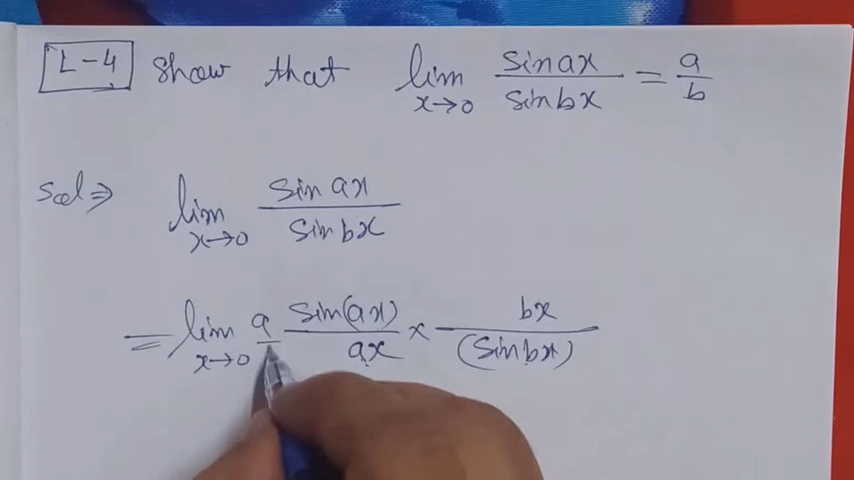 L-4 Show that lim x→0 sin ax / sin bx = a/b
Sol ⇒ lim x→0 sin ax / sin bx
= lim x→0 a sin(ax) / ax × bx / (sin bx)